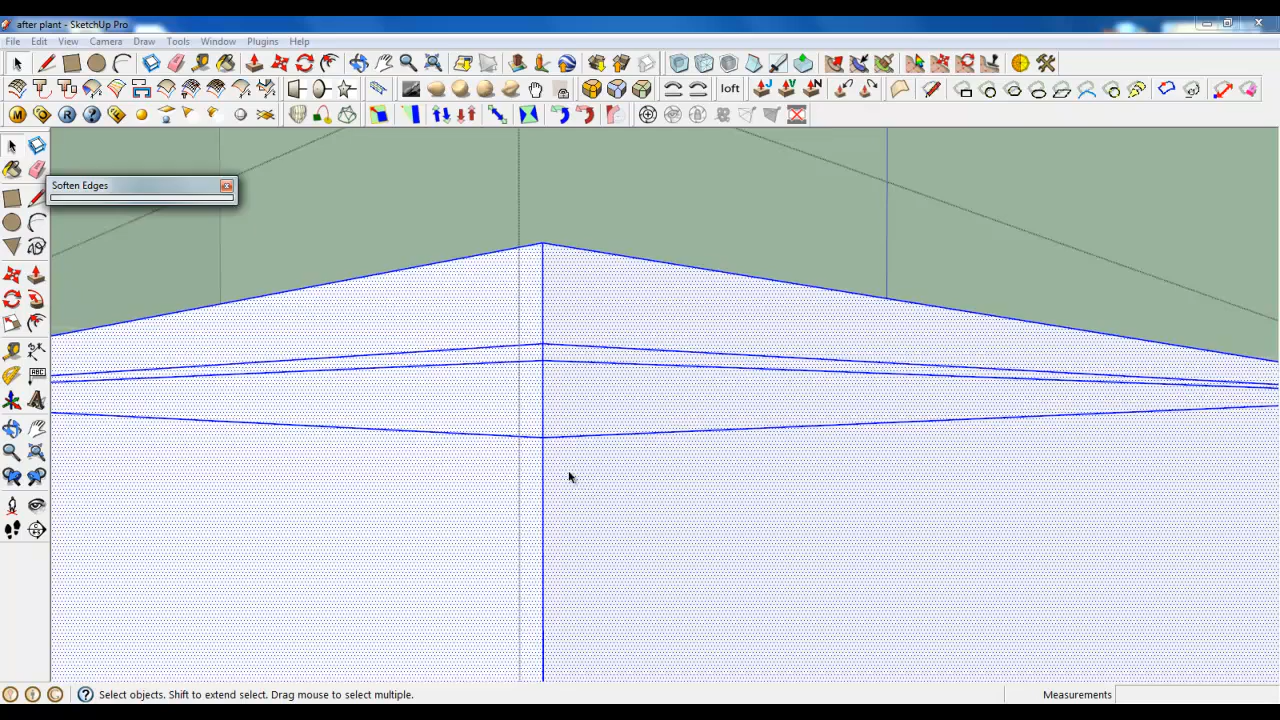 after plant - SketchUp Pro
File Edit View Camera Draw Tools Window Plugins Help
loft
M Q R ? E
Soften Edges
ABC
? Select objects. Shift to extend select. Drag mouse to select multiple. Measurements